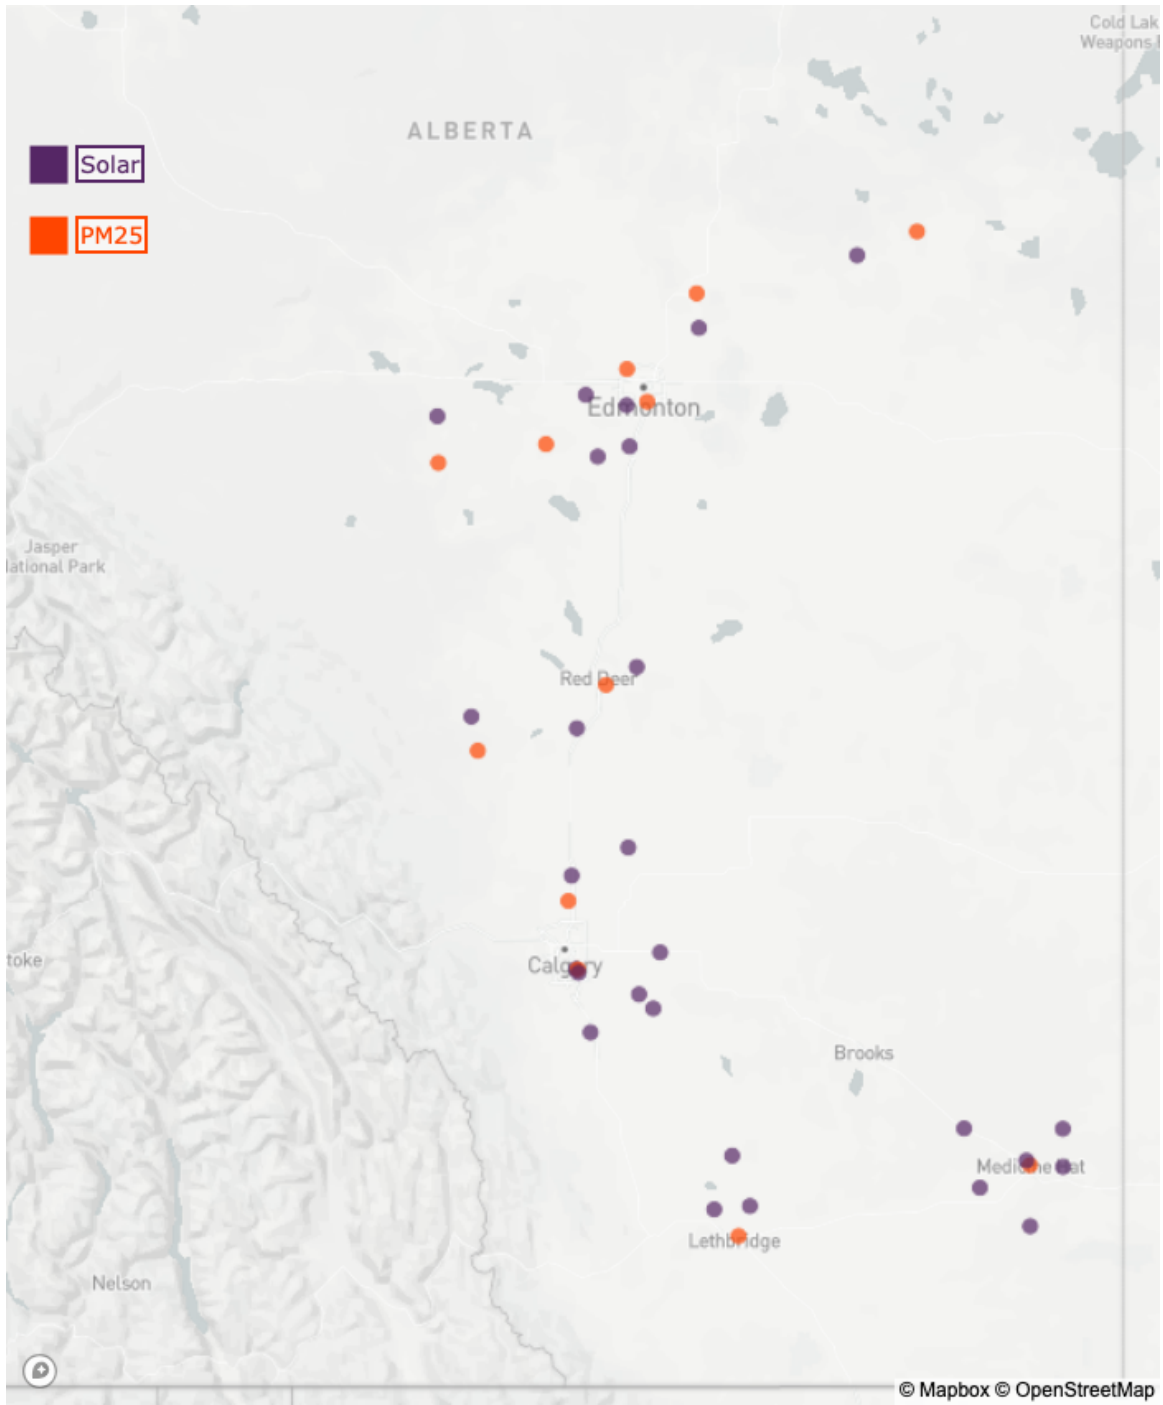 Cold Lak
Weapons
ALBERTA
Solar
PM25
Edmonton
Jasper
National Park
Red Deer
toke
Calgary
Brooks
Medicine Hat
Lethbridge
Nelson
© Mapbox © OpenStreetMap